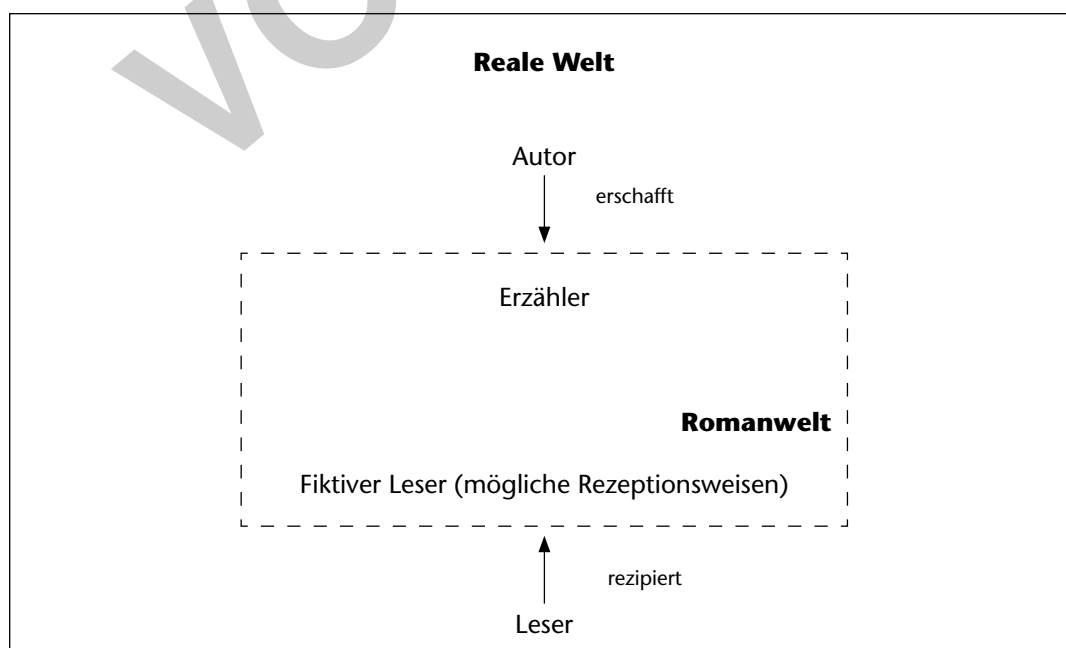 Reale Welt
Autor
erschafft
Erzähler
Romanwelt
Fiktiver Leser (mögliche Rezeptionsweisen)
rezipiert
Leser